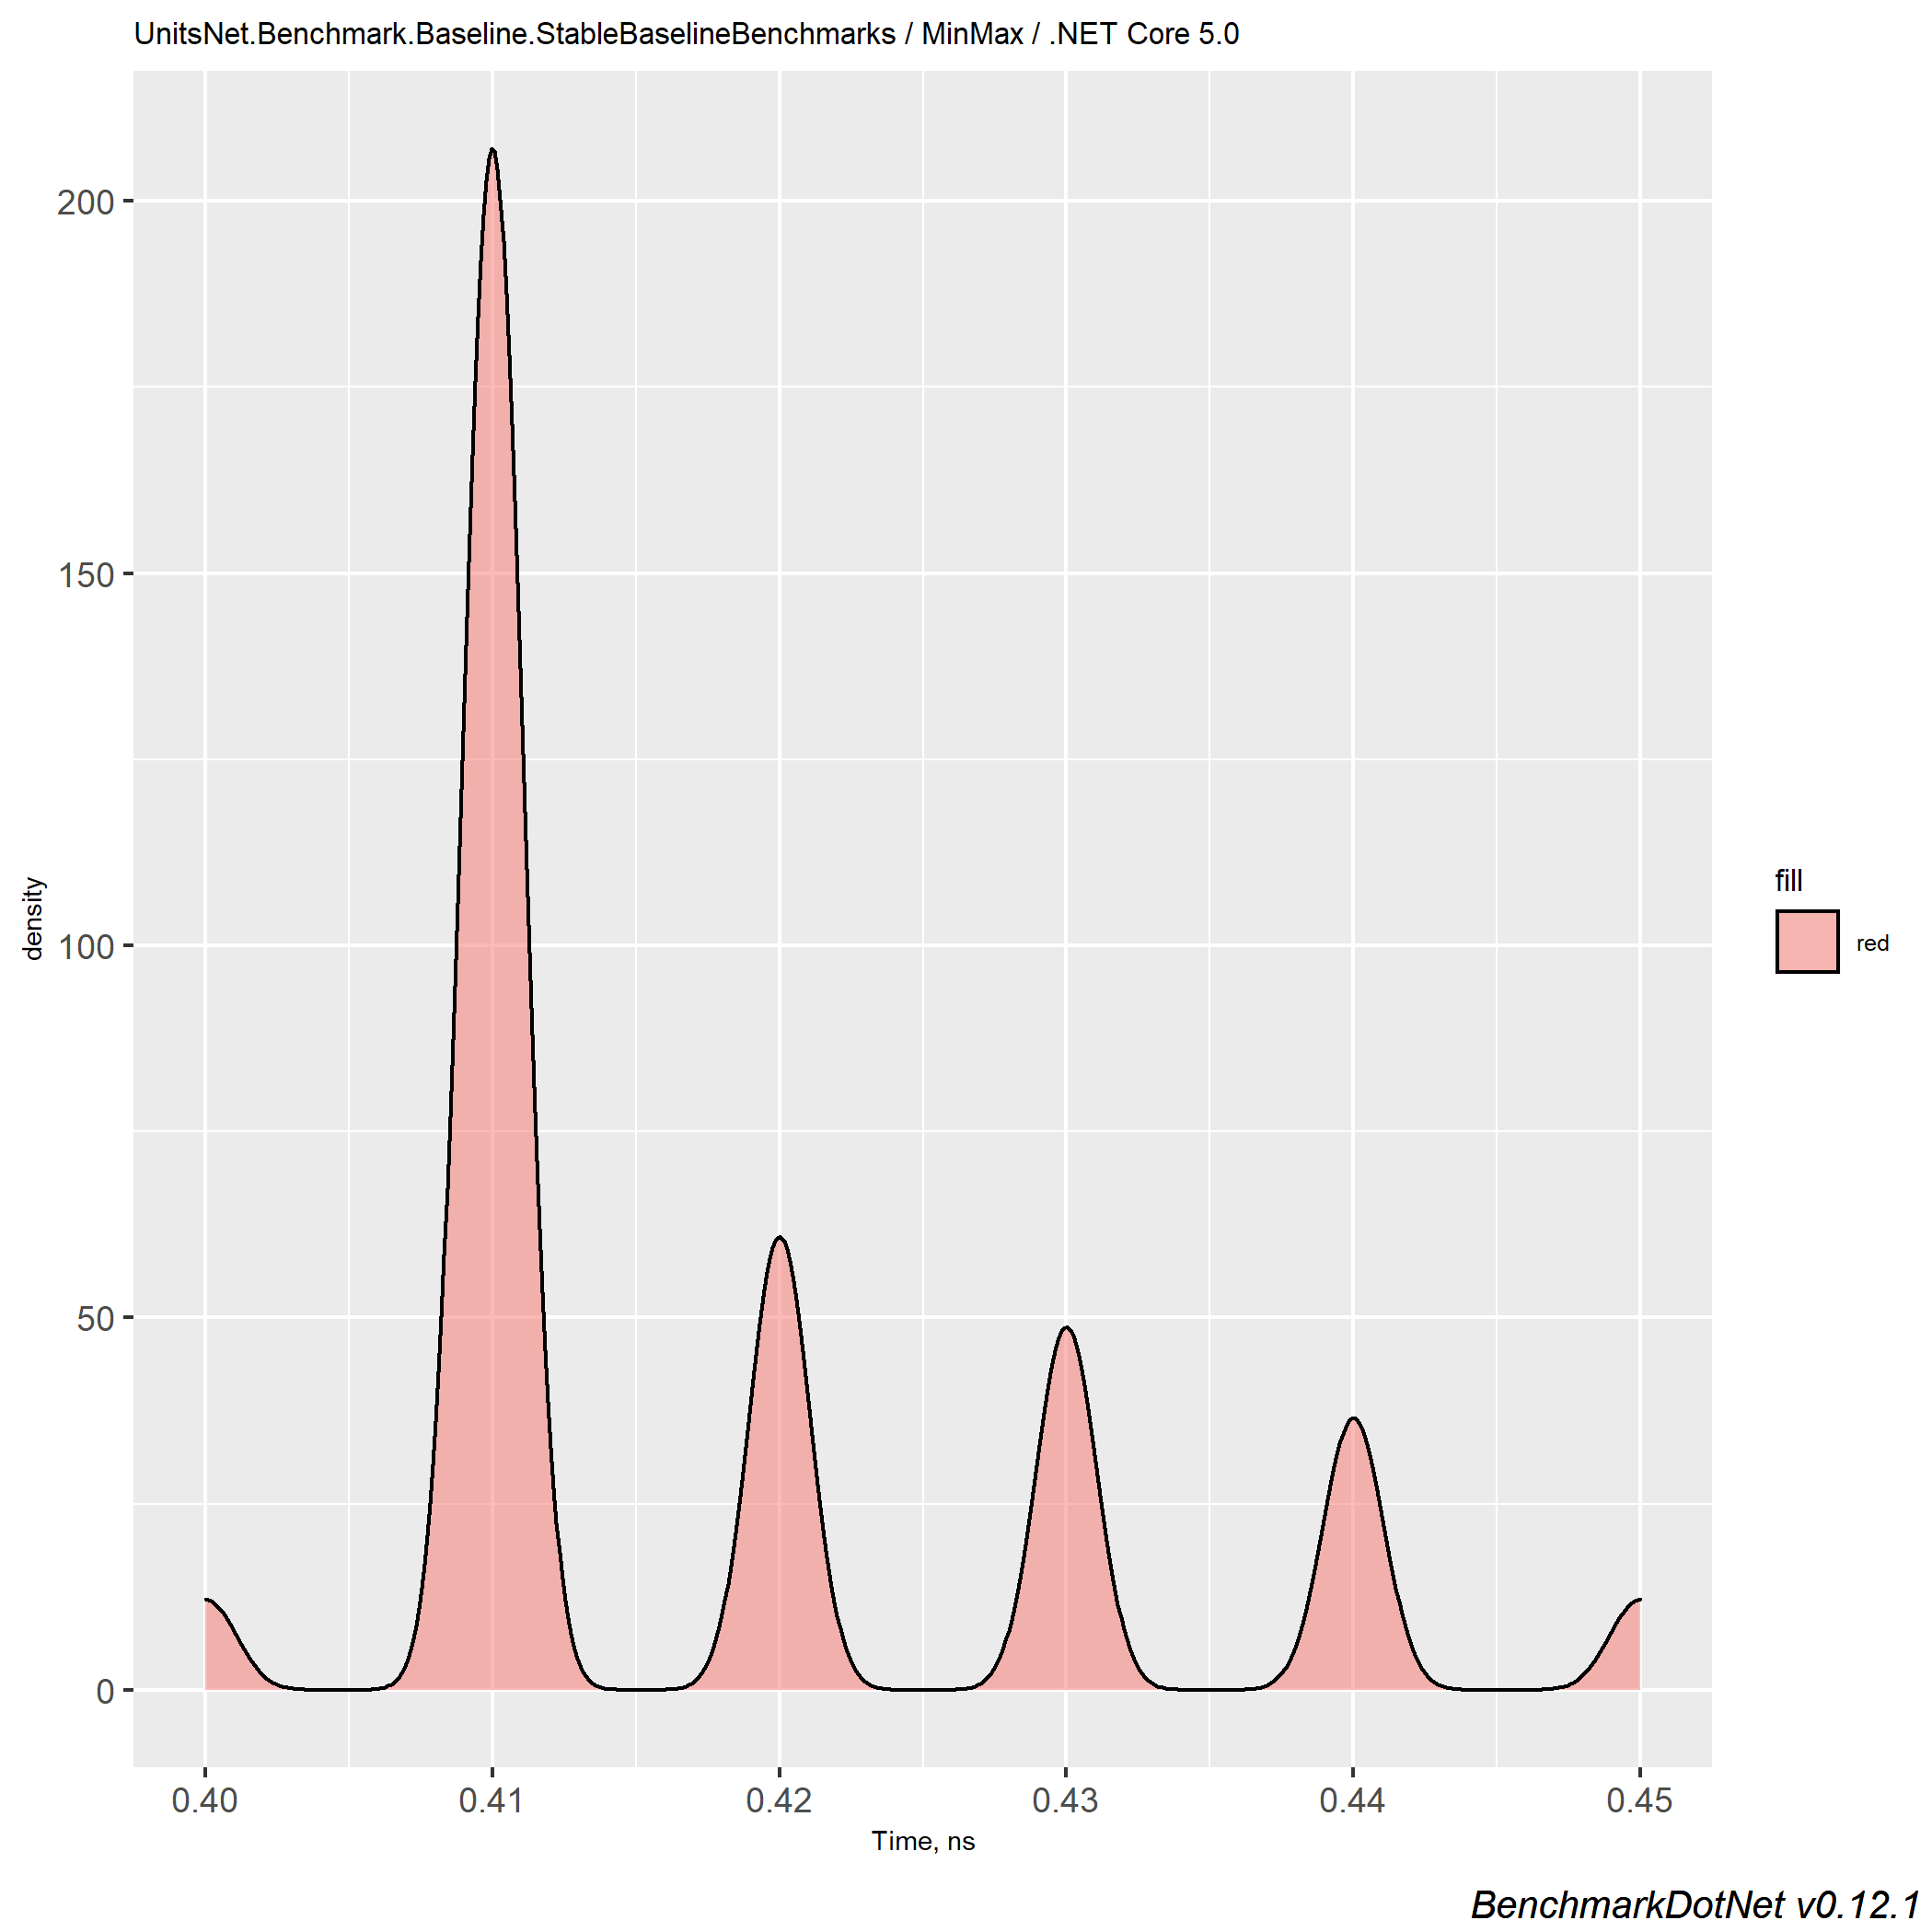 UnitsNet.Benchmark.Baseline.StableBaselineBenchmarks / MinMax / .NET Core 5.0
200
150
100
50
0
density
0.40 0.41 0.42 0.43 0.44 0.45
Time, ns
fill
red
BenchmarkDotNet v0.12.1